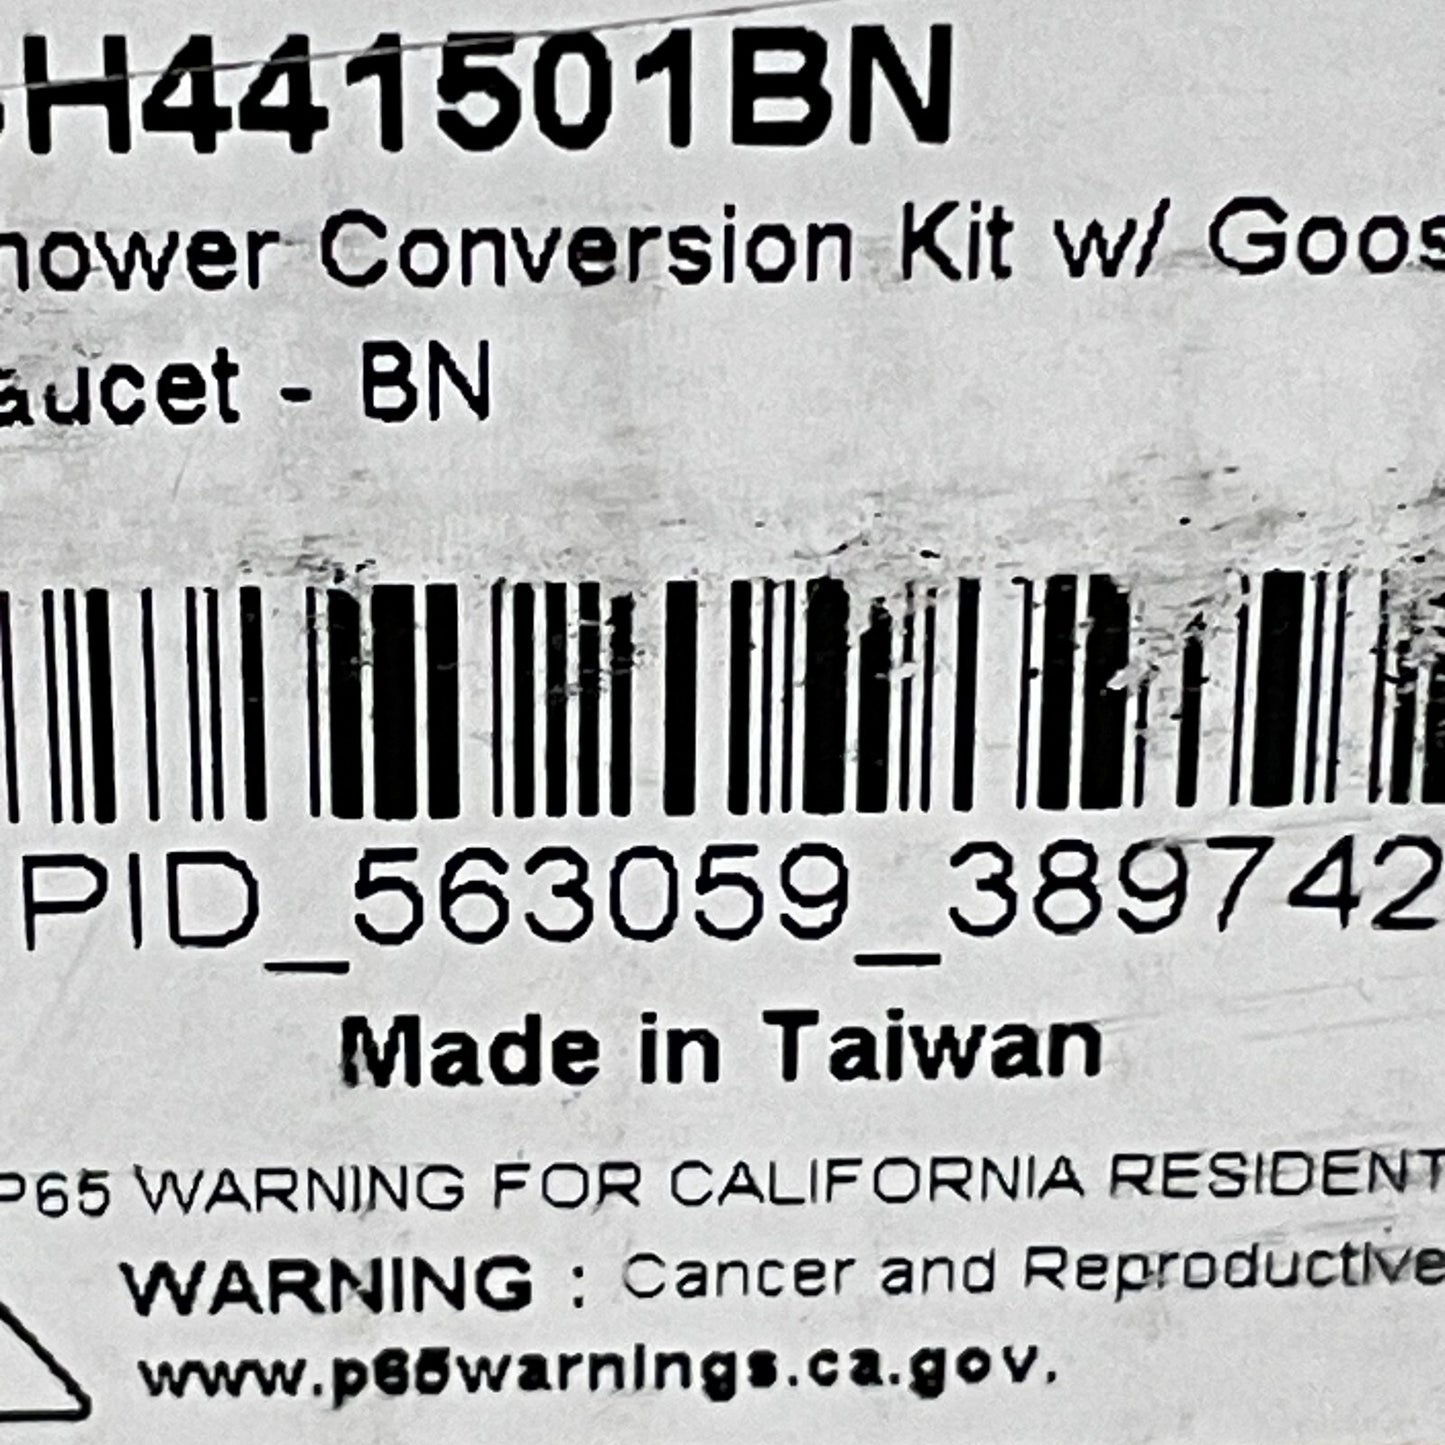 H441501BN
hower Conversion Kit w/ Goos
aucet - BN
PID_563059_389742
Made in Taiwan
P65 WARNING FOR CALIFORNIA RESIDENT
WARNING : Cancer and Reproductive
www.p65warnings.ca.gov.